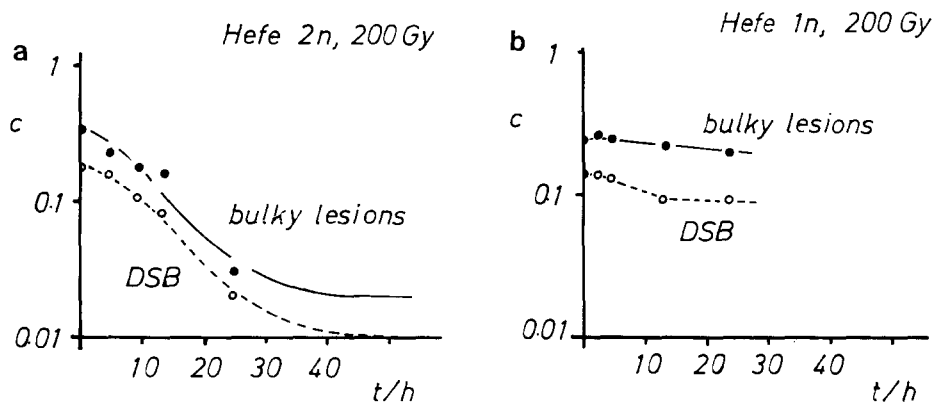 a
Hefe 2n, 200 Gy
1
c
0.1
0.01
bulky lesions
DSB
10 20 30 40
t/h
b
Hefe 1n, 200 Gy
1
c
0.1
0.01
bulky lesions
DSB
10 20 30 40
t/h